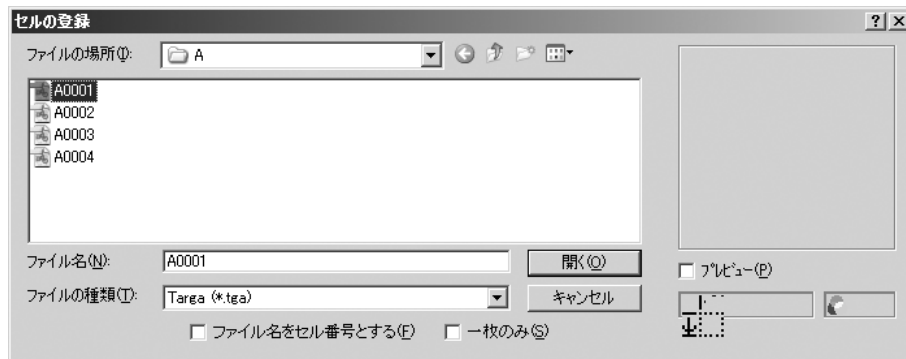 セルの登録
ファイルの場所(I): A
A0001
A0002
A0003
A0004
ファイル名(N): A0001 開く(O)
プレビュー(P)
ファイルの種類(T): Targa (*.tga) キャンセル
ファイル名をセル番号とする(F) 一枚のみ(S)